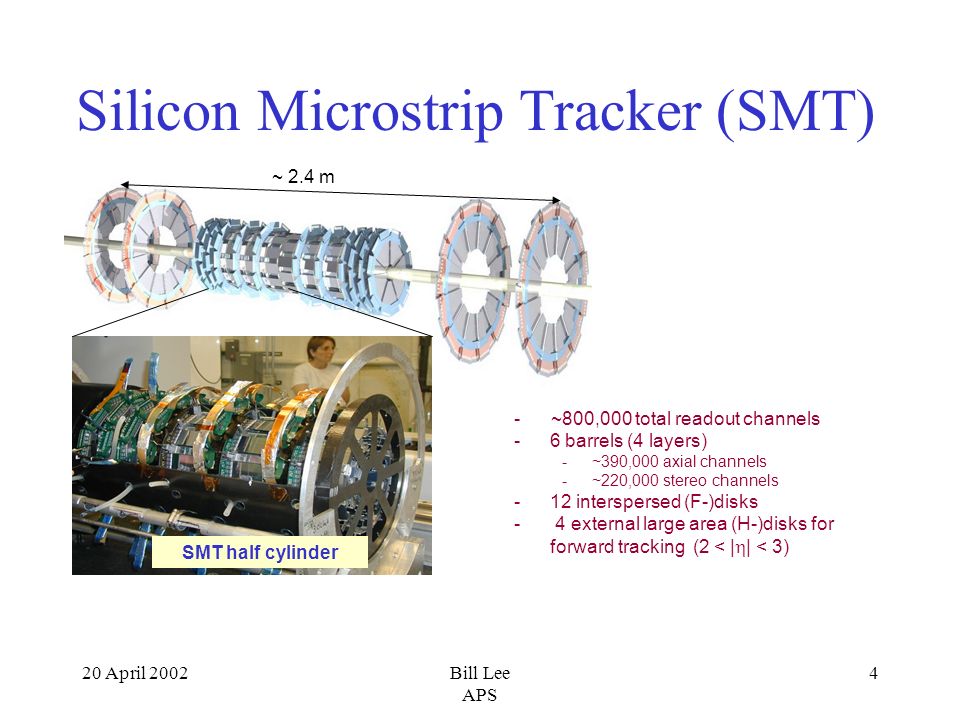 Silicon Microstrip Tracker (SMT)
~ 2.4 m
SMT half cylinder
- ~800,000 total readout channels
- 6 barrels (4 layers)
- ~390,000 axial channels
- ~220,000 stereo channels
- 12 interspersed (F-)disks
- 4 external large area (H-)disks for
forward tracking (2 < |η| < 3)
20 April 2002
Bill Lee
APS
4